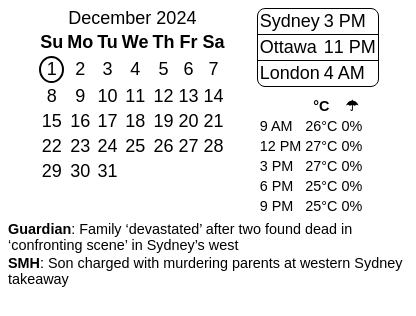 December 2024
Su Mo Tu We Th Fr Sa
1 2 3 4 5 6 7
8 9 10 11 12 13 14
15 16 17 18 19 20 21
22 23 24 25 26 27 28
29 30 31
Sydney 3 PM
Ottawa 11 PM
London 4 AM
°C ☂
9 AM 26°C 0%
12 PM 27°C 0%
3 PM 27°C 0%
6 PM 25°C 0%
9 PM 25°C 0%
Guardian: Family ‘devastated’ after two found dead in
‘confronting scene’ in Sydney’s west
SMH: Son charged with murdering parents at western Sydney
takeaway